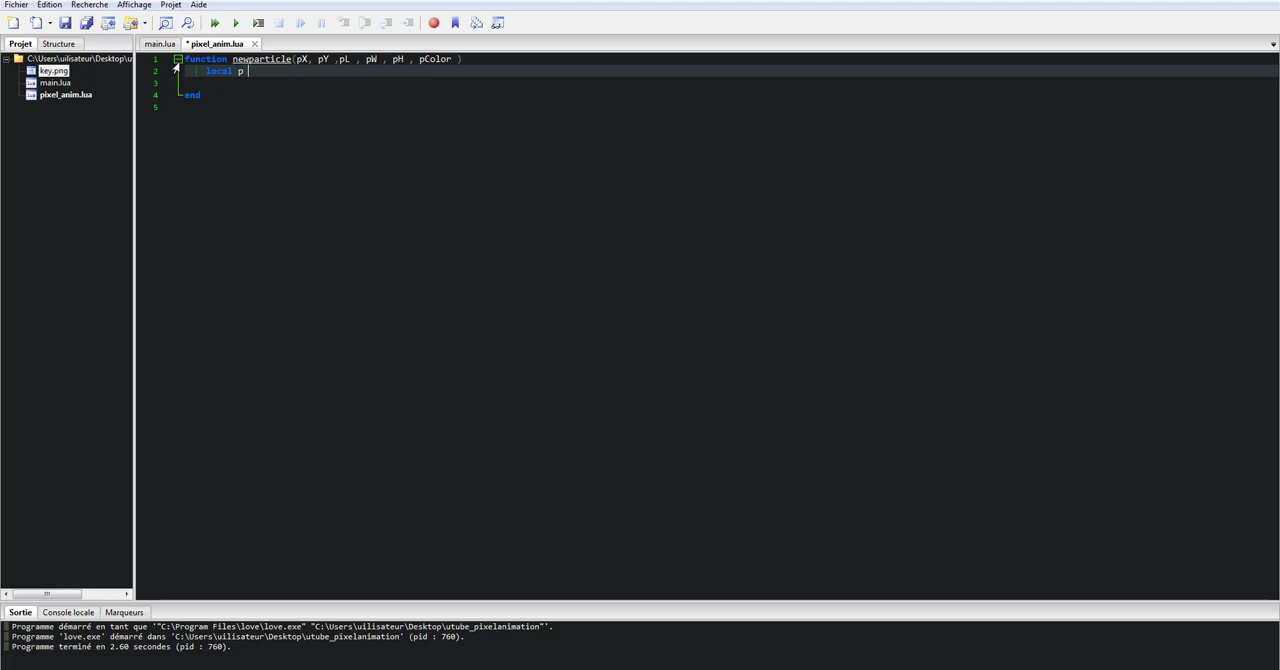 Fichier Édition Recherche Affichage Projet Aide
Projet Structure
main.lua * pixel_anim.lua
C:\Users\uilisateur\Desktop\ut
key.png
main.lua
pixel_anim.lua
1 function newparticle(pX, pY ,pL , pW , pH , pColor )
2 local p
3
4 end
5
Sortie Console locale Marqueurs
Programme démarré en tant que '"C:\Program Files\love\love.exe" "C:\Users\uilisateur\Desktop\utube_pixelanimation"'.
Programme 'love.exe' démarré dans 'C:\Users\uilisateur\Desktop\utube_pixelanimation' (pid : 760).
Programme terminé en 2.60 secondes (pid : 760).